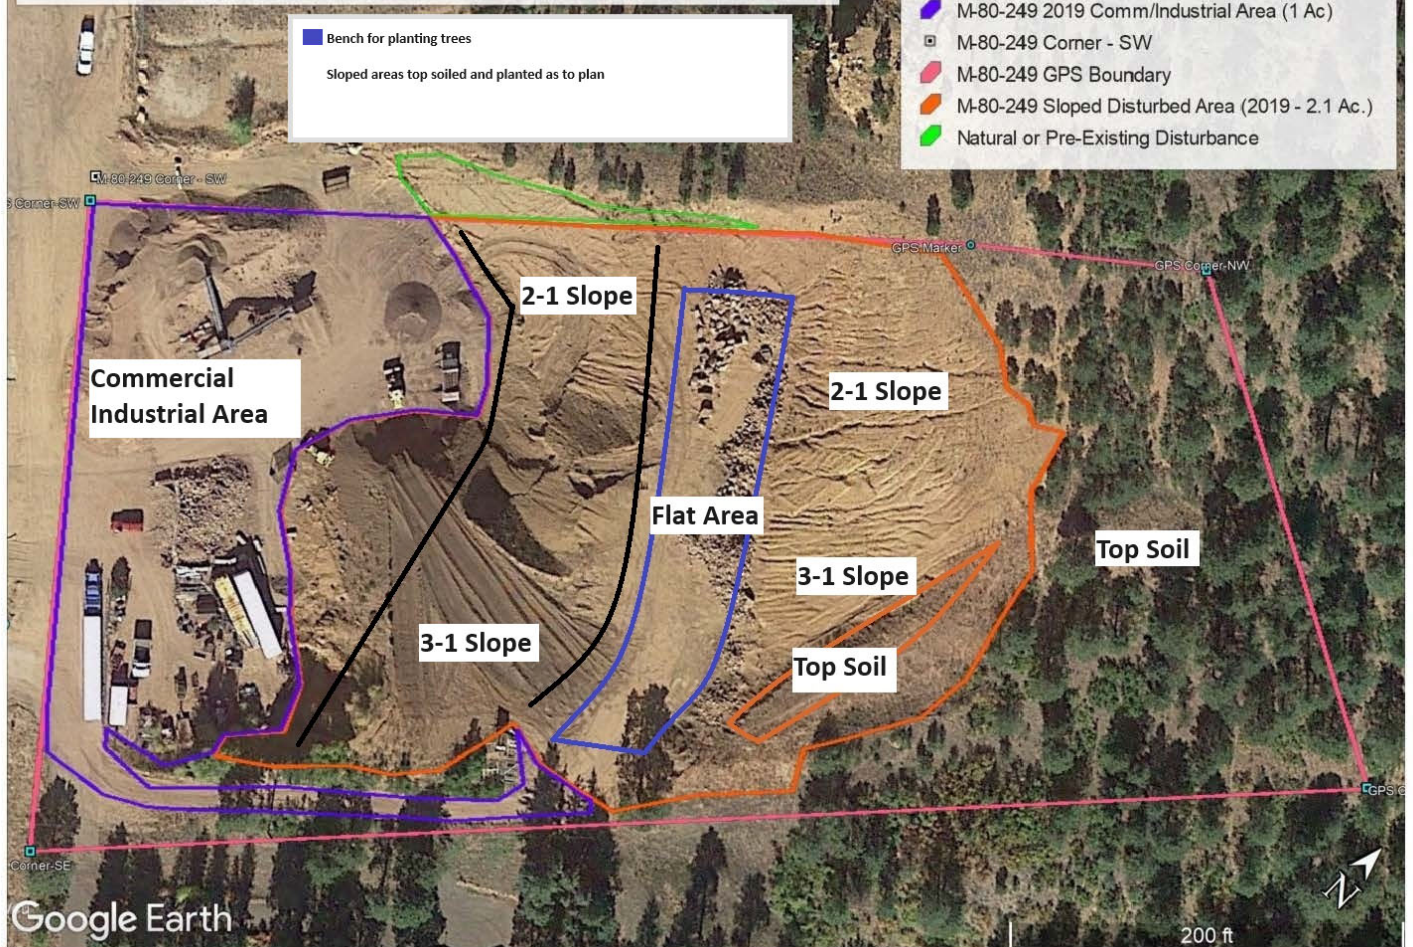 M-80-249 2019 Comm/Industrial Area (1 Ac)
M-80-249 Corner - SW
M-80-249 GPS Boundary
M-80-249 Sloped Disturbed Area (2019 - 2.1 Ac.)
Natural or Pre-Existing Disturbance
Bench for planting trees
Sloped areas top soiled and planted as to plan
M-80-249 Corner - SW
S Corner-SW
GPS Marker
GPS Corner-NW
2-1 Slope
Commercial
Industrial Area
2-1 Slope
Flat Area
Top Soil
3-1 Slope
3-1 Slope
Top Soil
GPS C
Corner-SE
N
Google Earth
200 ft